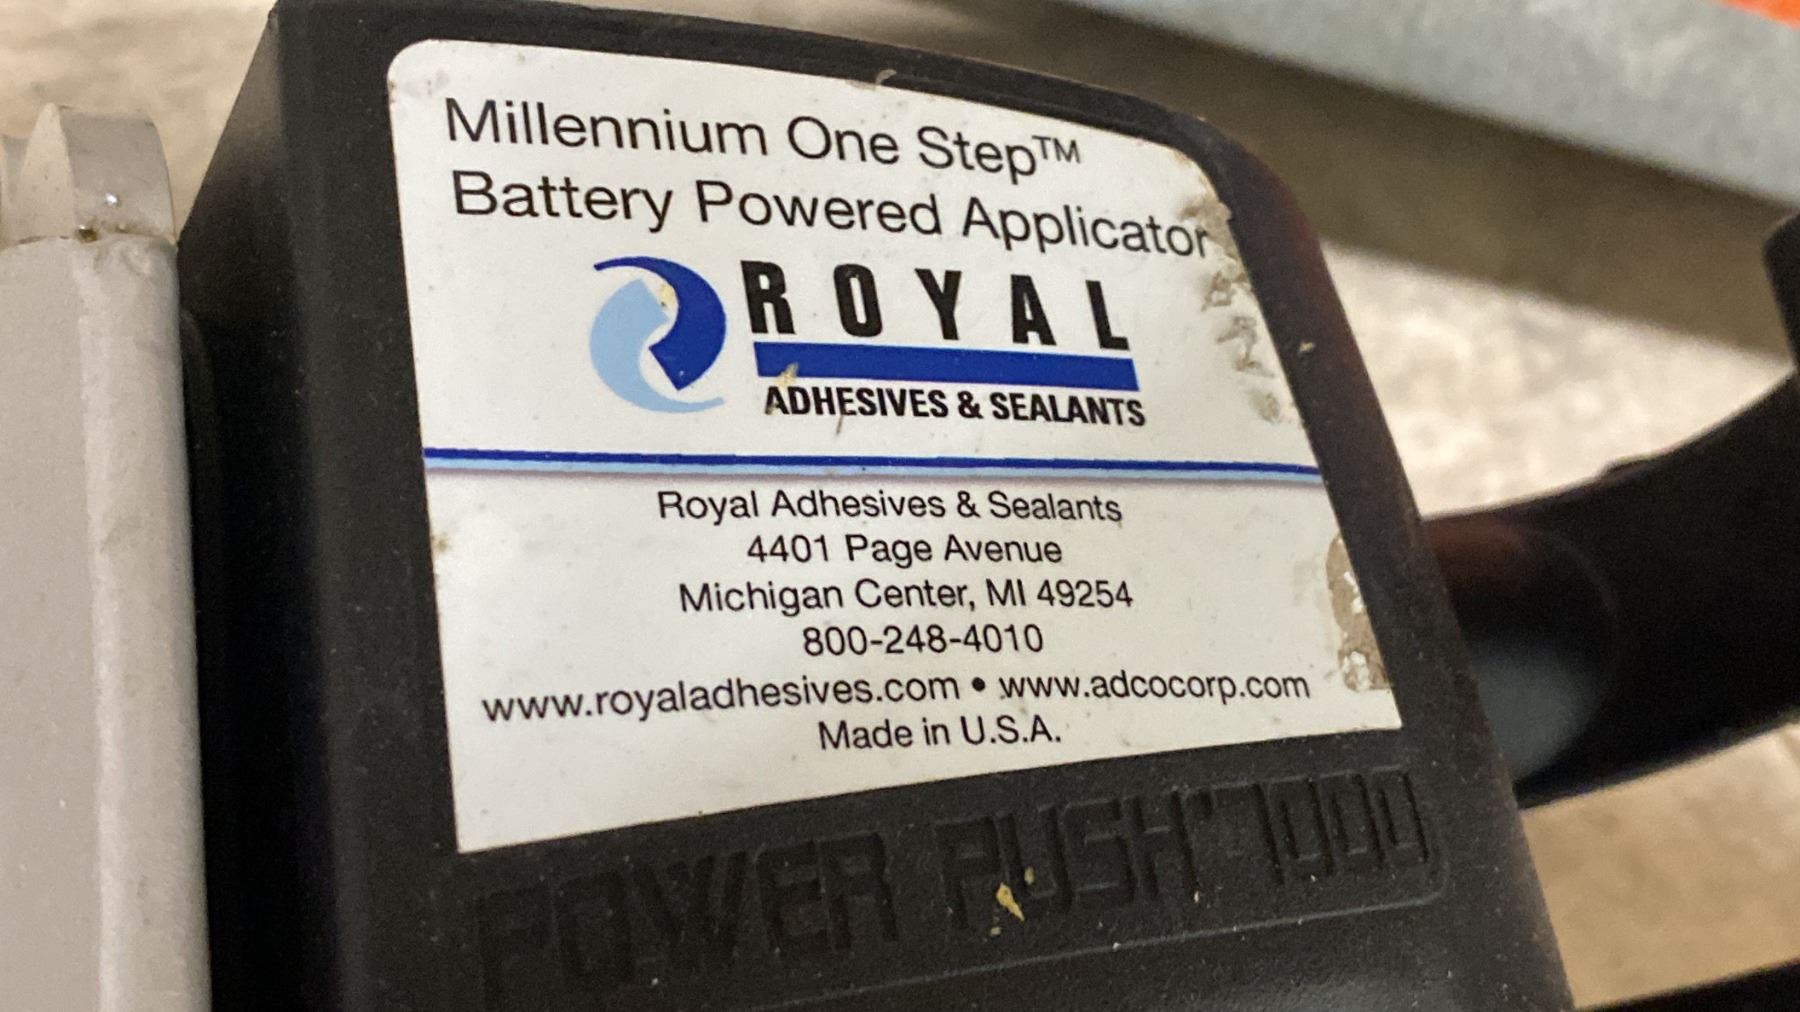 Millennium One Step™
Battery Powered Applicator
ROYAL
ADHESIVES & SEALANTS
Royal Adhesives & Sealants
4401 Page Avenue
Michigan Center, MI 49254
800-248-4010
www.royaladhesives.com • www.adcocorp.com
Made in U.S.A.
POWER PUSH 7000